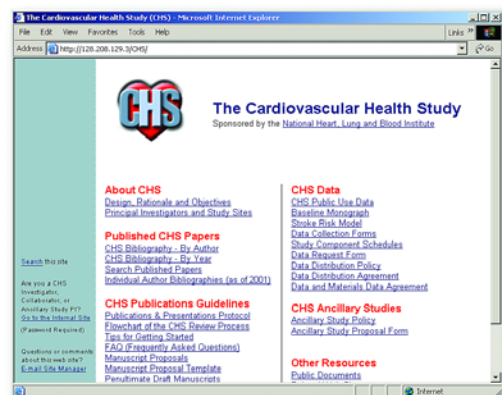 The Cardiovascular Health Study (CHS) - Microsoft Internet Explorer
File Edit View Favorites Tools Help
Links »
Address http://128.208.129.3/CHS/
Go
CHS
The Cardiovascular Health Study
Sponsored by the National Heart, Lung and Blood Institute
Search this site
Are you a CHS
Investigator,
Collaborator, or
Ancillary Study PI?
Go to the Internal Site
(Password Required)
Questions or comments
about this web site?
E-mail Site Manager
About CHS
Design, Rationale and Objectives
Principal Investigators and Study Sites
Published CHS Papers
CHS Bibliography - By Author
CHS Bibliography - By Year
Search Published Papers
Individual Author Bibliographies (as of 2001)
CHS Publications Guidelines
Publications & Presentations Protocol
Flowchart of the CHS Review Process
Tips for Getting Started
FAQ (Frequently Asked Questions)
Manuscript Proposals
Manuscript Proposal Template
Penultimate Draft Manuscripts
CHS Data
CHS Public Use Data
Baseline Monograph
Stroke Risk Model
Data Collection Forms
Study Component Schedules
Data Request Form
Data Distribution Policy
Data Distribution Agreement
Data and Materials Data Agreement
CHS Ancillary Studies
Ancillary Study Policy
Ancillary Study Proposal Form
Other Resources
Public Documents
Internet